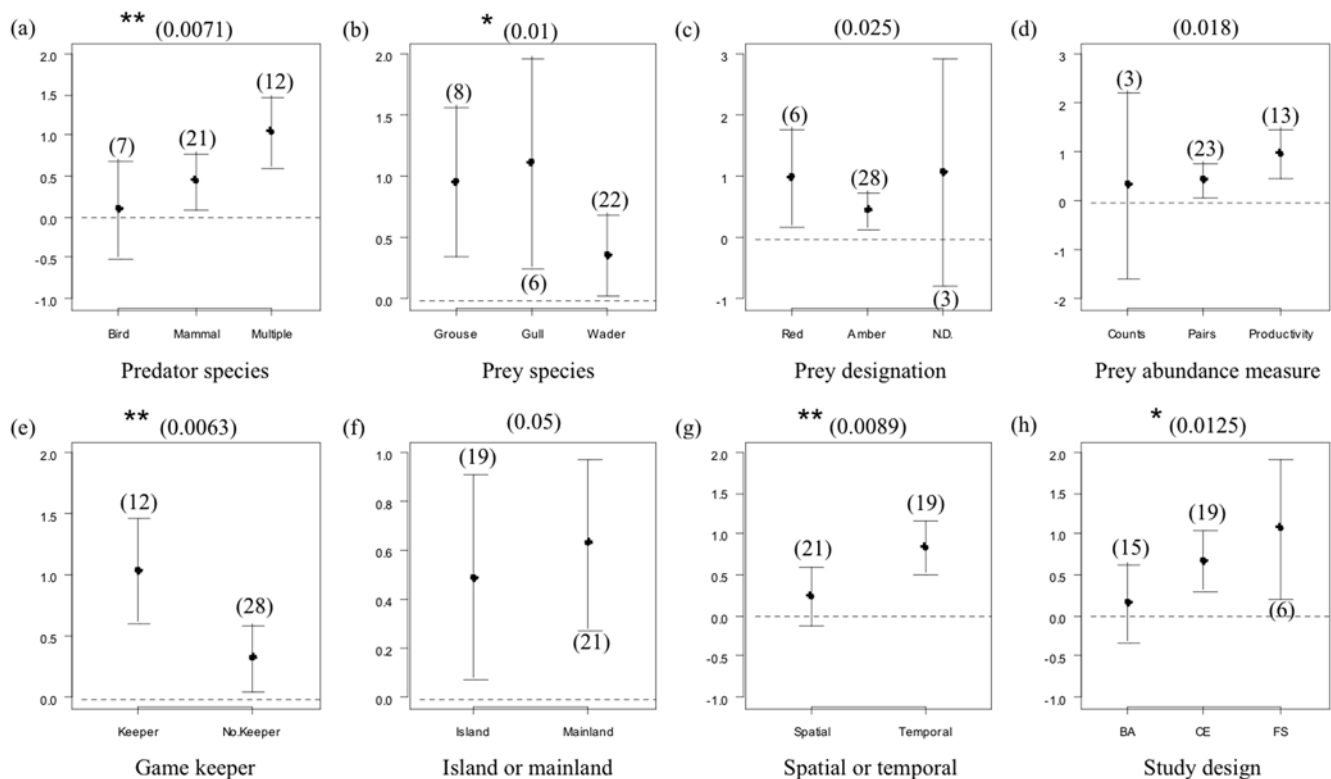 (a) ** (0.0071)
2.0
1.5
1.0
0.5
0.0
-0.5
-1.0
(7)
(21)
(12)
Bird Mammal Multiple
Predator species
(b) * (0.01)
2.0
1.5
1.0
0.5
0.0
(8)
(6)
(22)
Grouse Gull Wader
Prey species
(c) (0.025)
3
2
1
0
-1
(6)
(28)
(3)
Red Amber N.D.
Prey designation
(d) (0.018)
3
2
1
0
-1
-2
(3)
(23)
(13)
Counts Pairs Productivity
Prey abundance measure
(e) ** (0.0063)
2.0
1.5
1.0
0.5
0.0
(12)
(28)
Keeper No.Keeper
Game keeper
(f) (0.05)
1.0
0.8
0.6
0.4
0.2
0.0
(19)
(21)
Island Mainland
Island or mainland
(g) ** (0.0089)
2.0
1.5
1.0
0.5
0.0
-0.5
-1.0
(21)
(19)
Spatial Temporal
Spatial or temporal
(h) * (0.0125)
2.0
1.5
1.0
0.5
0.0
-0.5
-1.0
(15)
(19)
(6)
BA CE FS
Study design